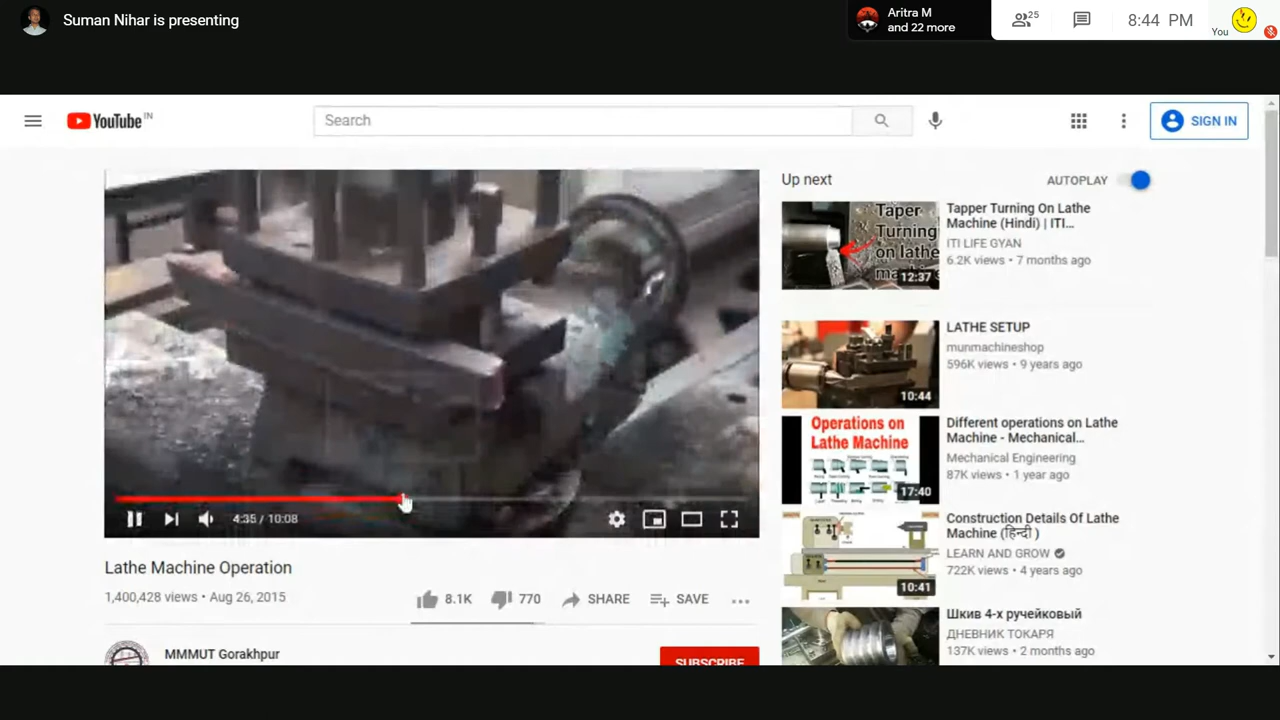 Suman Nihar is presenting
Aritra M
and 22 more
25
8:44 PM
You
YouTube IN
Search
SIGN IN
Up next
AUTOPLAY
Taper
Turning
on lathe
ma
12:37
Tapper Turning On Lathe
Machine (Hindi) | ITI...
ITI LIFE GYAN
6.2K views • 7 months ago
10:44
LATHE SETUP
munmachineshop
596K views • 9 years ago
Operations on
Lathe Machine
17:40
Different operations on Lathe
Machine - Mechanical...
Mechanical Engineering
87K views • 1 year ago
10:41
Construction Details Of Lathe
Machine (हिन्दी )
LEARN AND GROW
722K views • 4 years ago
Шкив 4-х ручейковый
ДНЕВНИК ТОКАРЯ
137K views • 2 months ago
4:35 / 10:08
Lathe Machine Operation
1,400,428 views • Aug 26, 2015
8.1K
770
SHARE
SAVE
MMMUT Gorakhpur
SUBSCRIBE